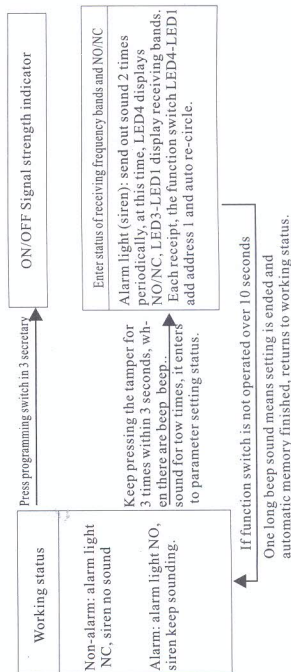 Working status
Non-alarm: alarm light
NC, siren no sound
Alarm: alarm light NO,
siren keep sounding.
Press programming switch in 3 secretary
ON/OFF Signal strength indicator
Keep pressing the tamper for
3 times within 3 seconds, wh-
en there are beep beep..
sound for tow times, it enters
to parameter setting status.
Enter status of receiving frequency bands and NO/NC
Alarm light (siren): send out sound 2 times
periodically, at this time, LED4 displays
NO/NC, LED3-LED1 display receiving bands.
Each receipt, the function switch LED4-LED1
add address 1 and auto re-circle.
If function switch is not operated over 10 seconds
One long beep sound means setting is ended and
automatic memory finished, returns to working status.